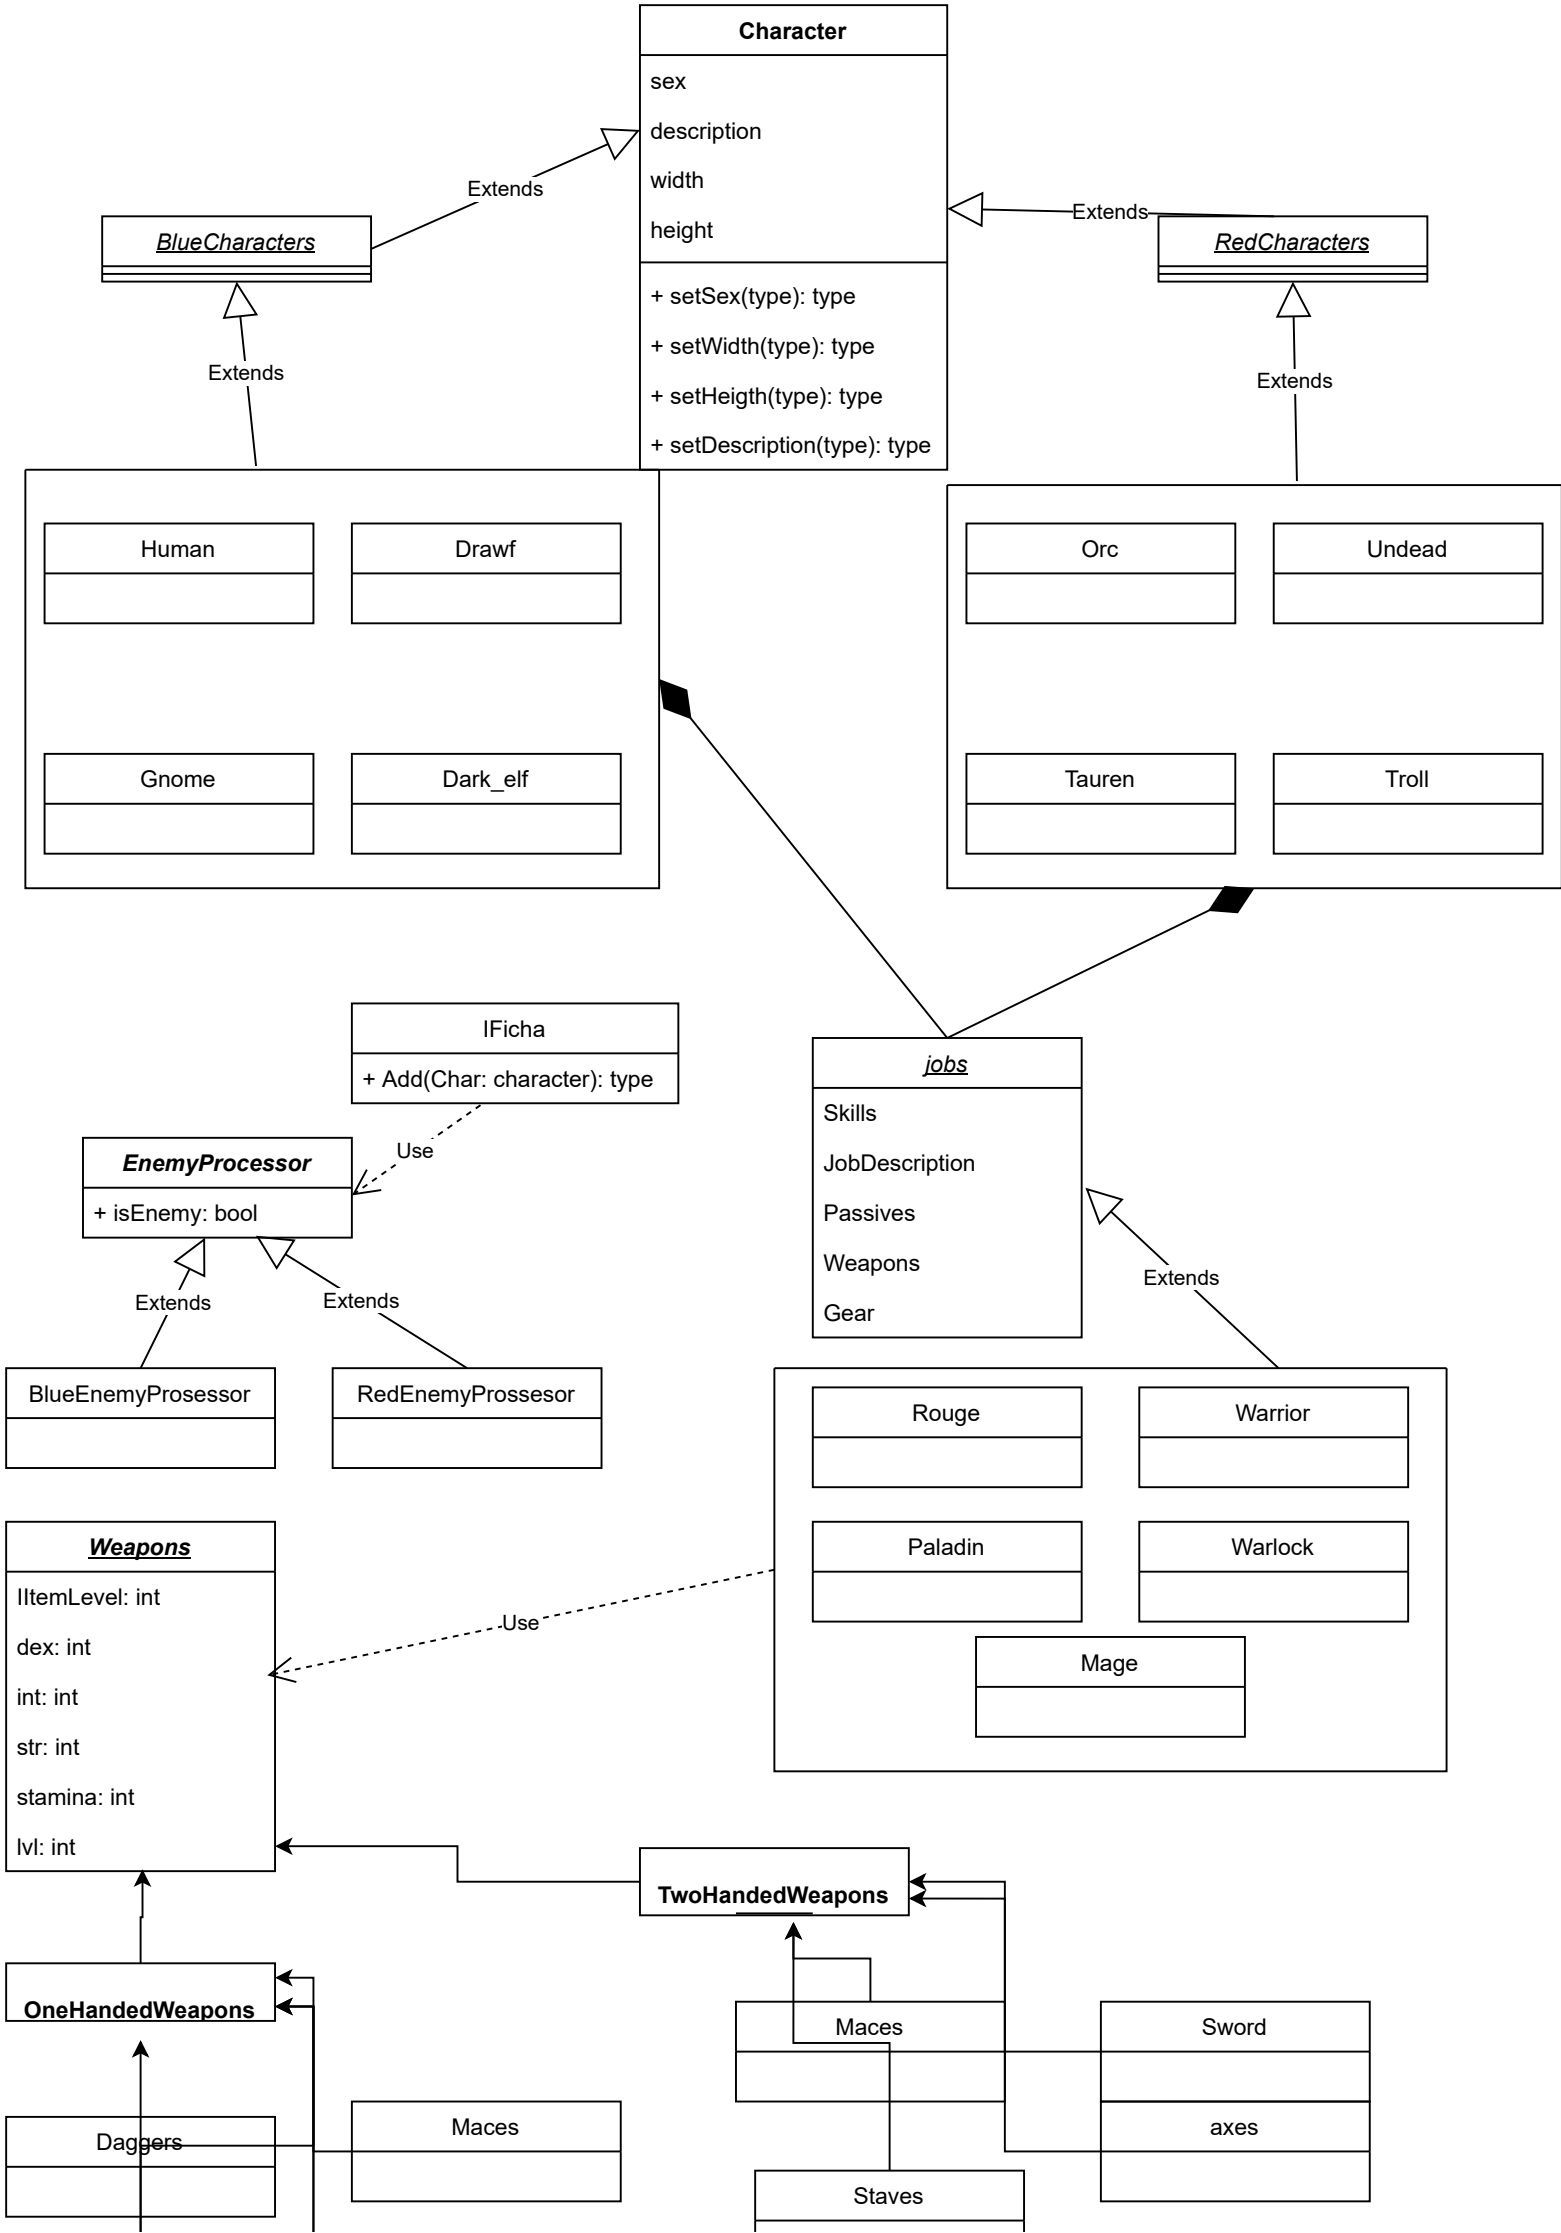 Character
sex
description
width
height
+ setSex(type): type
+ setWidth(type): type
+ setHeigth(type): type
+ setDescription(type): type
Extends
Extends
BlueCharacters
RedCharacters
Extends
Extends
Human
Drawf
Gnome
Dark_elf
Orc
Undead
Tauren
Troll
IFicha
+ Add(Char: character): type
Use
EnemyProcessor
+ isEnemy: bool
Extends
Extends
BlueEnemyProsessor
RedEnemyProssesor
jobs
Skills
JobDescription
Passives
Weapons
Gear
Extends
Rouge
Warrior
Paladin
Warlock
Mage
Use
Weapons
IItemLevel: int
dex: int
int: int
str: int
stamina: int
lvl: int
TwoHandedWeapons
OneHandedWeapons
Maces
Sword
axes
Staves
Daggers
Maces